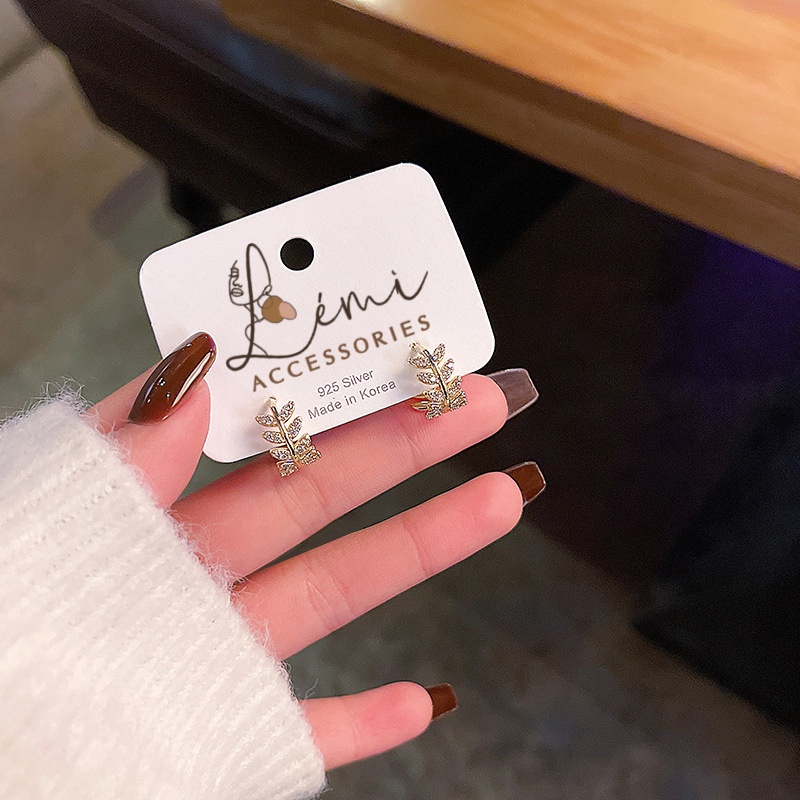 Lémi
ACCESSORIES
925 Silver
Made in Korea